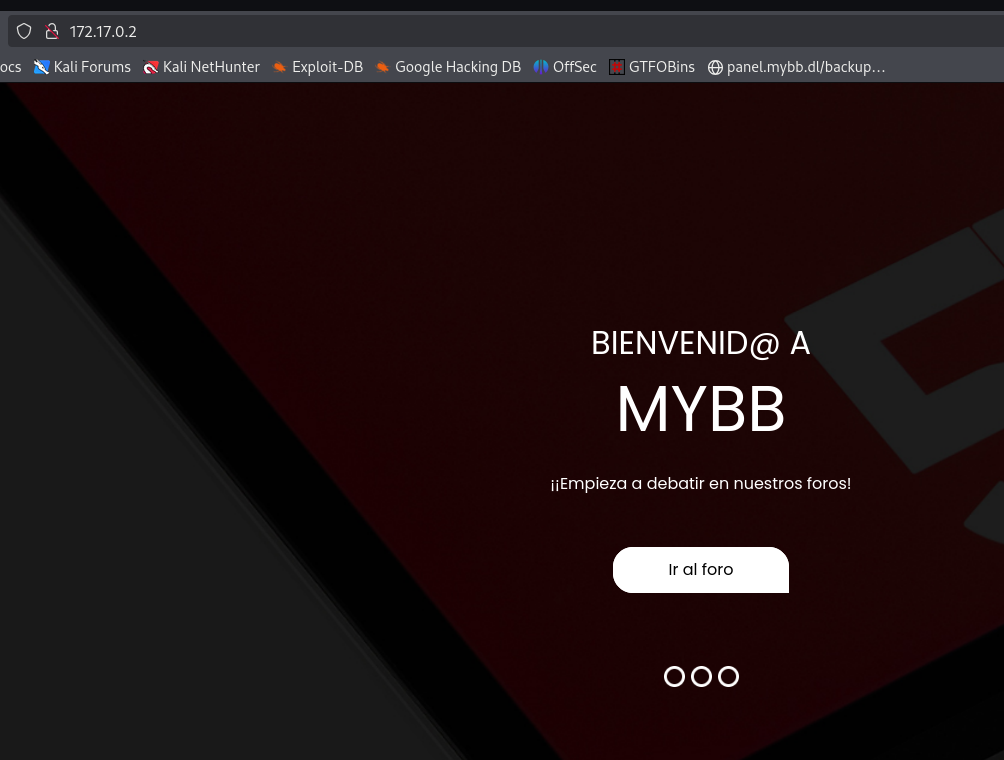 172.17.0.2
ocs Kali Forums Kali NetHunter Exploit-DB Google Hacking DB OffSec GTFOBins panel.mybb.dl/backup…
BIENVENID@ A
MYBB
¡¡Empieza a debatir en nuestros foros!
Ir al foro